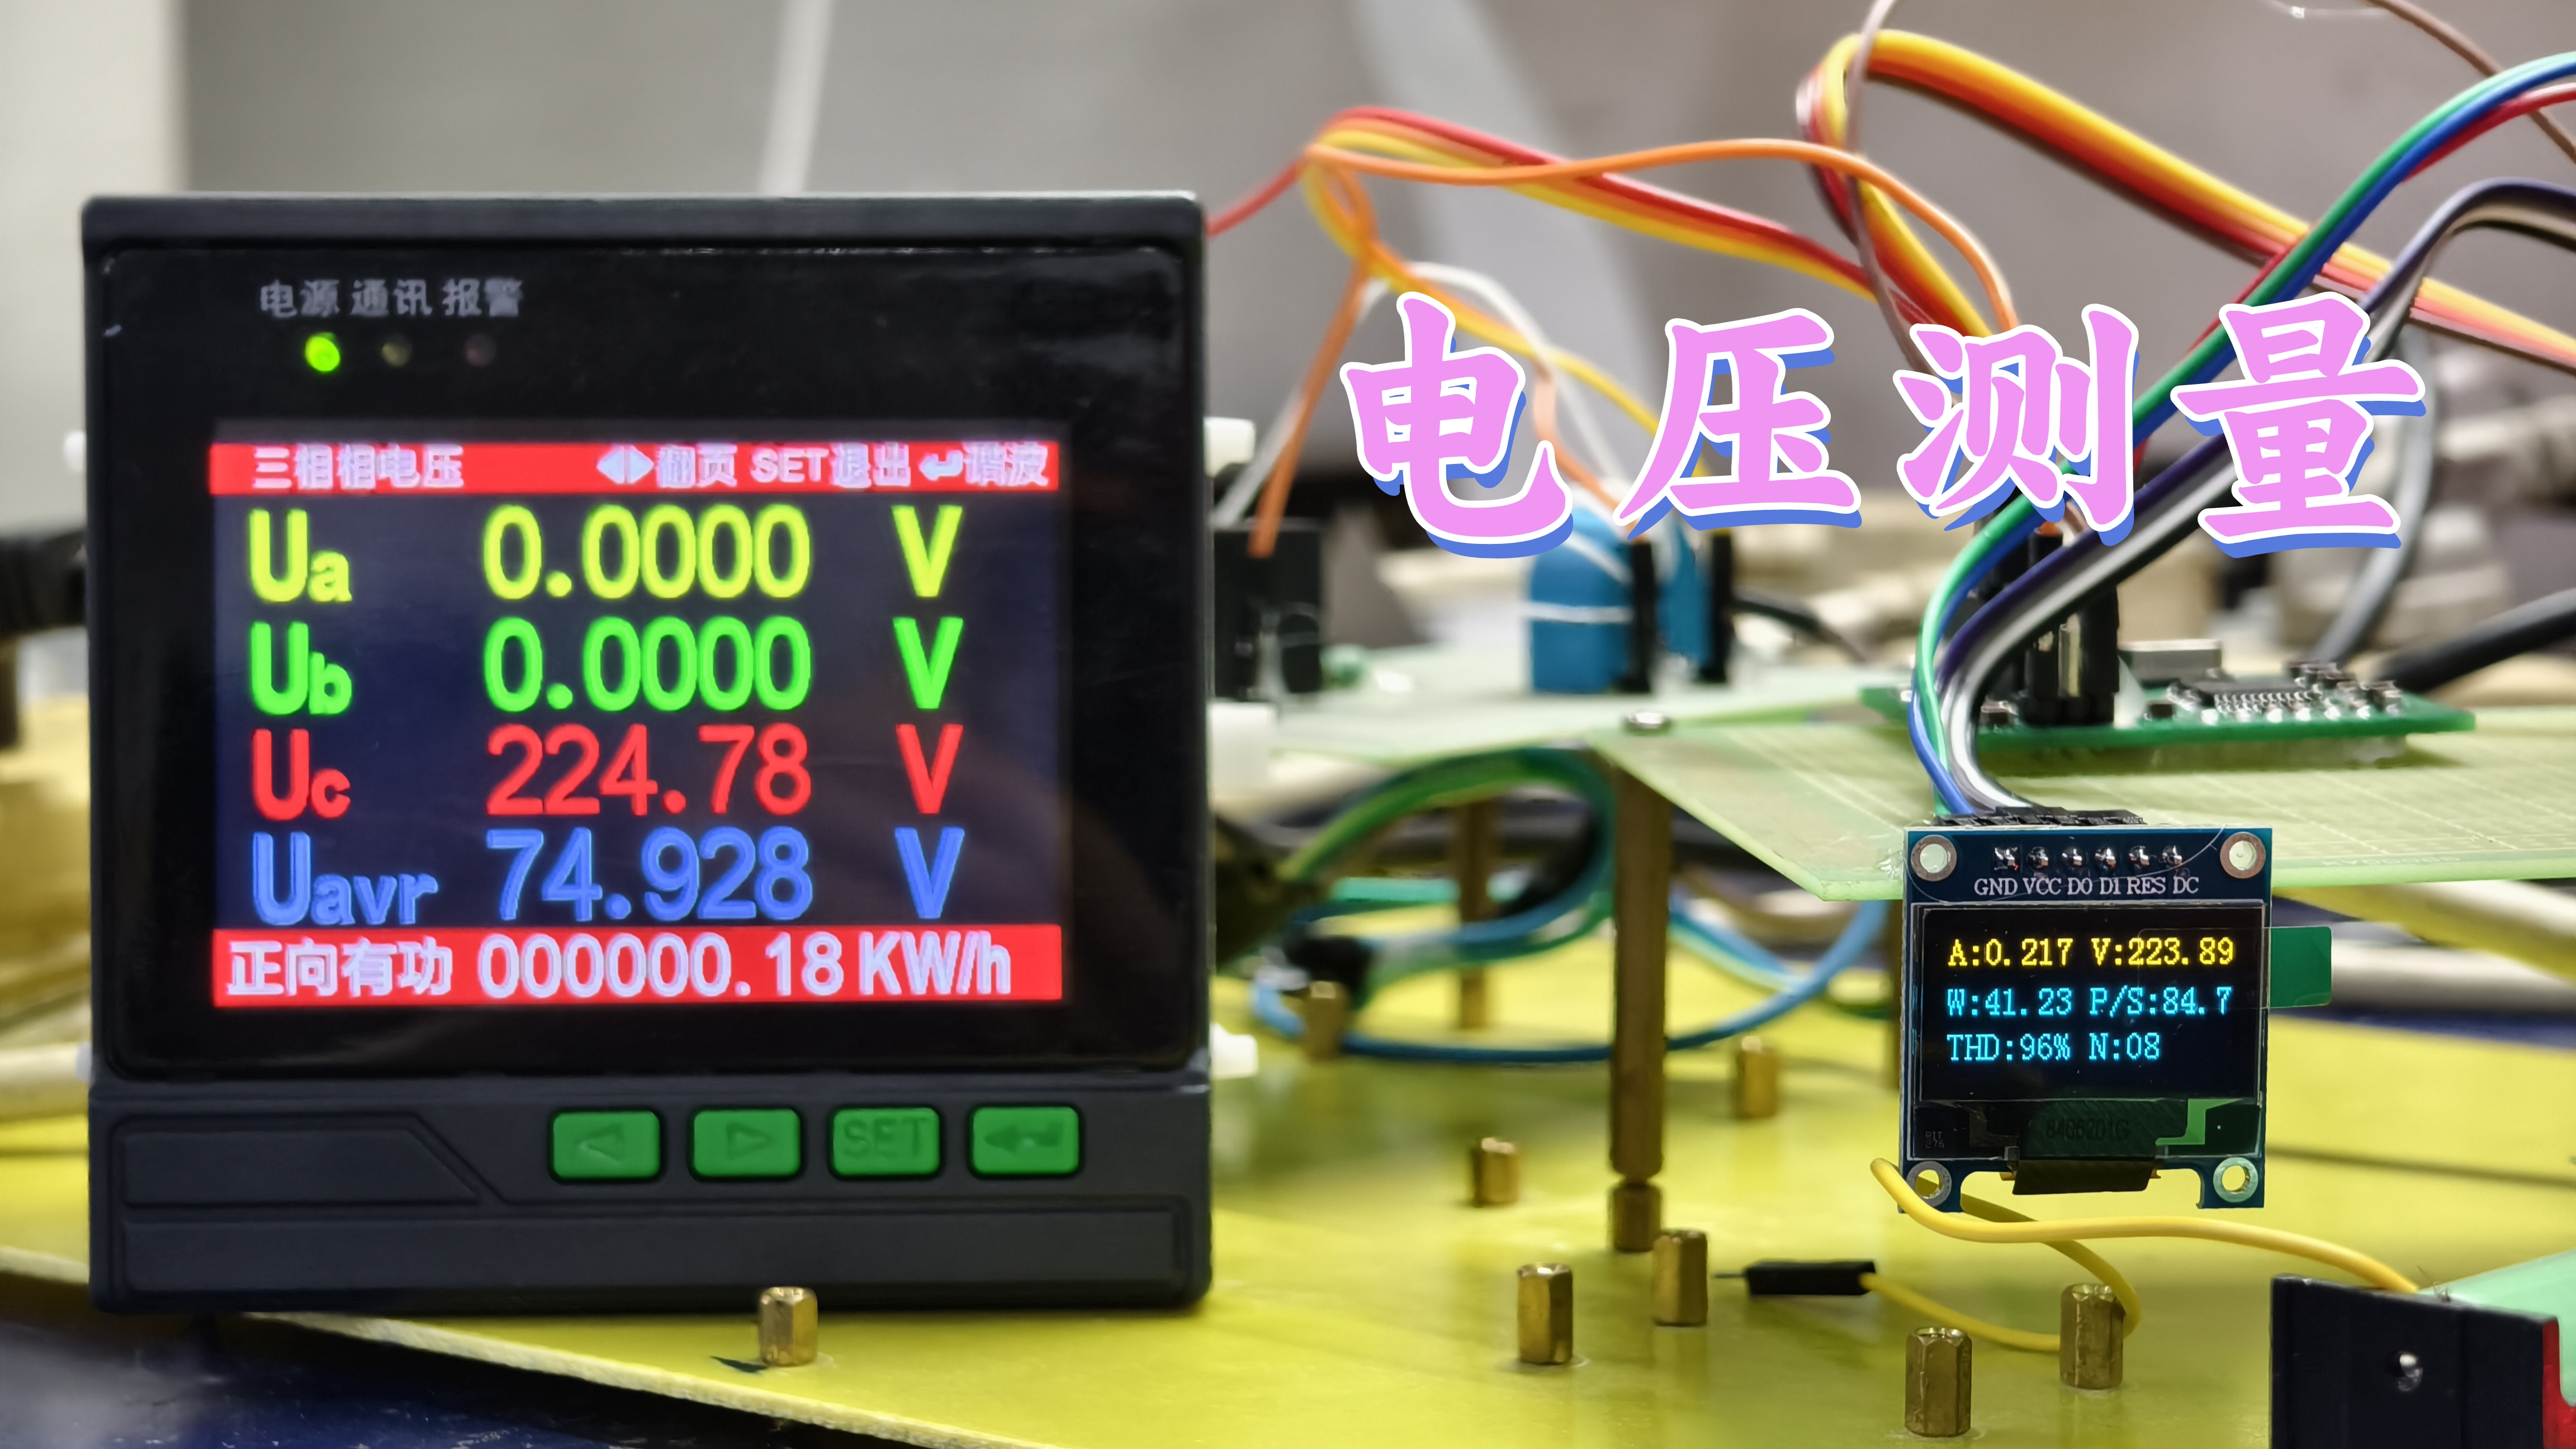 电源 通讯 报警
三相相电压 翻页 SET退出 谐波
Ua 0.0000 V
Ub 0.0000 V
Uc 224.78 V
Uavr 74.928 V
正向有功 000000.18 KW/h
SET
电压测量
GND VCC D0 D1 RES DC
A:0.217 V:223.89
W:41.23 P/S:84.7
THD:96% N:08